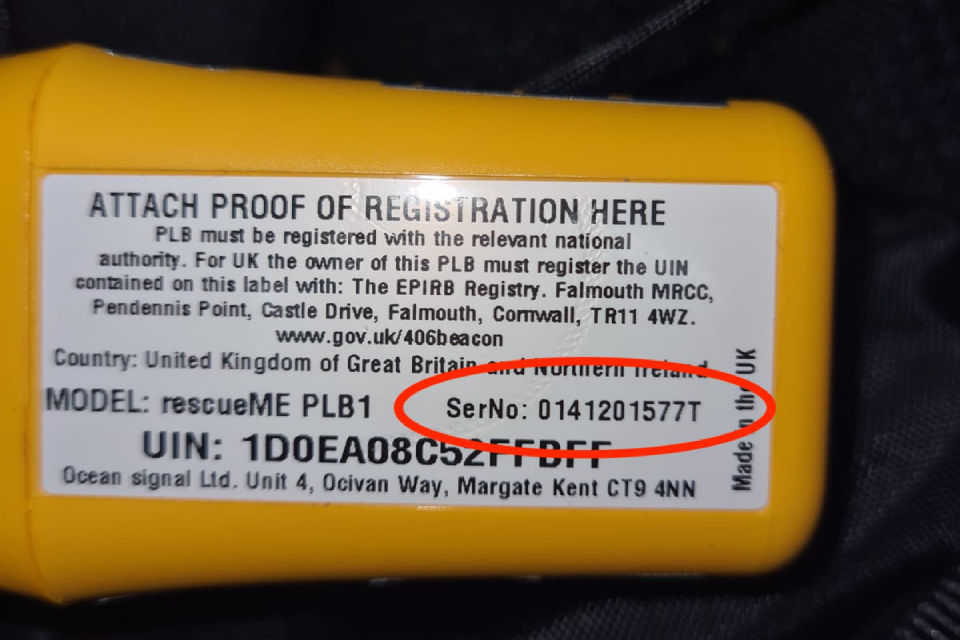 ATTACH PROOF OF REGISTRATION HERE
PLB must be registered with the relevant national
authority. For UK the owner of this PLB must register the UIN
contained on this label with: The EPIRB Registry. Falmouth MRCC,
Pendennis Point, Castle Drive, Falmouth, Cornwall, TR11 4WZ.
www.gov.uk/406beacon
Country: United Kingdom of Great Britain and Northern Ireland
MODEL: rescueME PLB1 SerNo: 0141201577T
UIN: 1D0EA08C52FFBFF
Ocean signal Ltd. Unit 4, Ocivan Way, Margate Kent CT9 4NN
Made in the UK